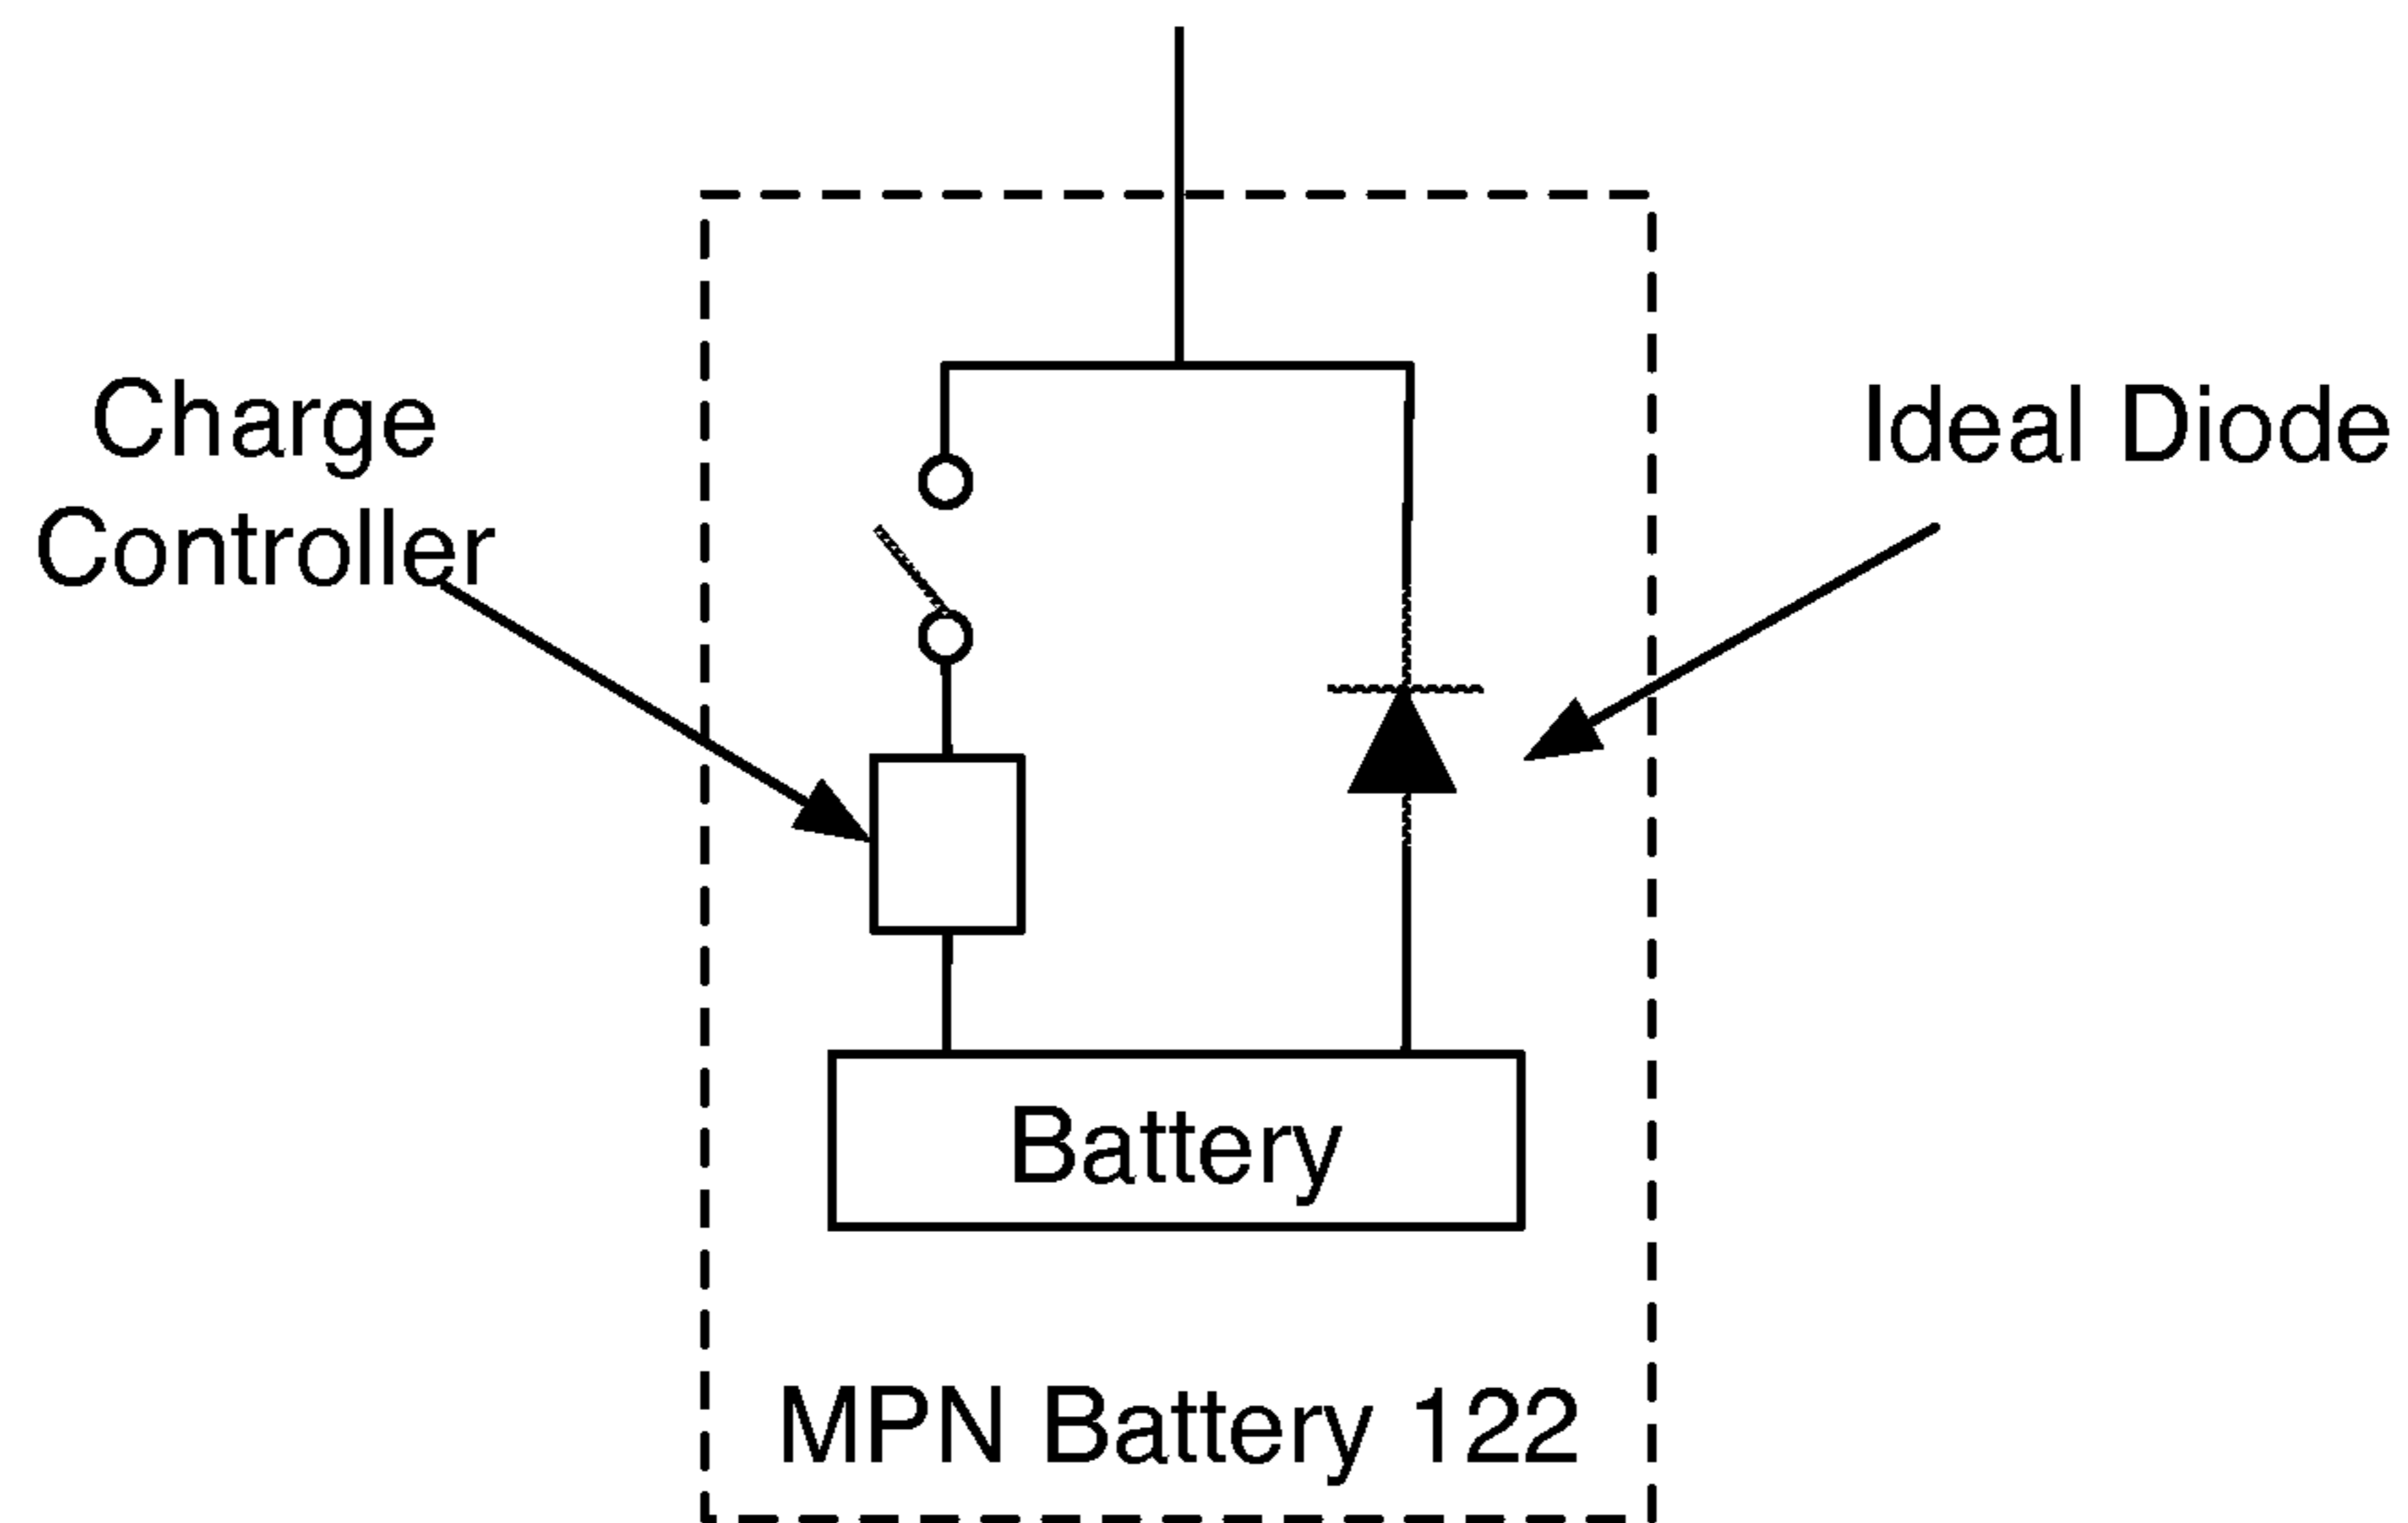 Charge
Controller
Ideal Diode
Battery
MPN Battery 122